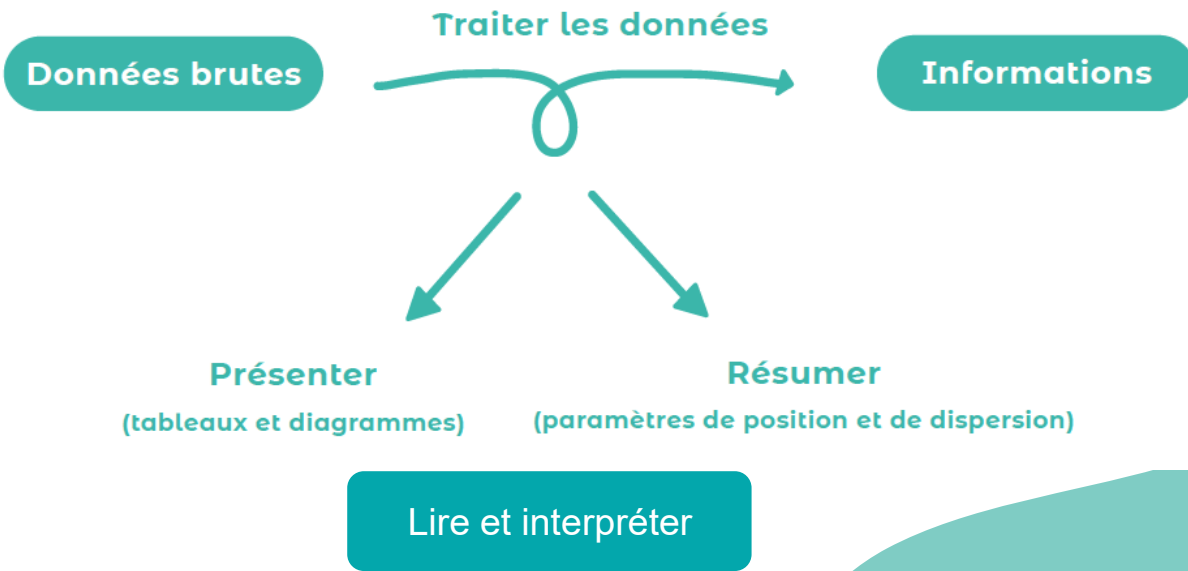 Traiter les données
Données brutes
Informations
Présenter
(tableaux et diagrammes)
Résumer
(paramètres de position et de dispersion)
Lire et interpréter